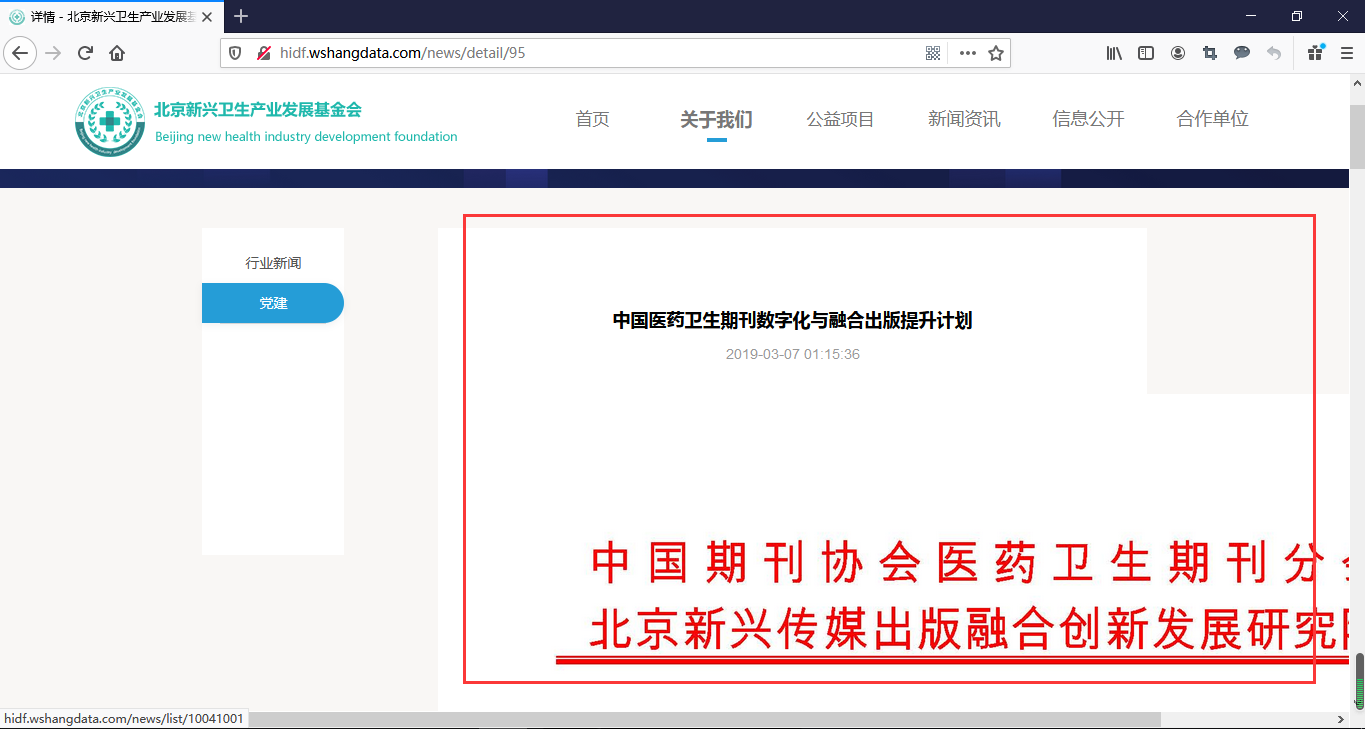 详情 - 北京新兴卫生产业发展基
hidf.wshangdata.com/news/detail/95
北京新兴卫生产业发展基金会
Beijing new health industry development foundation
首页 关于我们 公益项目 新闻资讯 信息公开 合作单位
行业新闻
党建
中国医药卫生期刊数字化与融合出版提升计划
2019-03-07 01:15:36
中国期刊协会医药卫生期刊分
北京新兴传媒出版融合创新发展研究
hidf.wshangdata.com/news/list/10041001